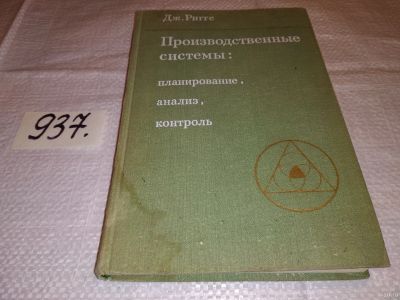 Дж. Риггс
Производственные
системы:
планирование,
анализ,
контроль
937.